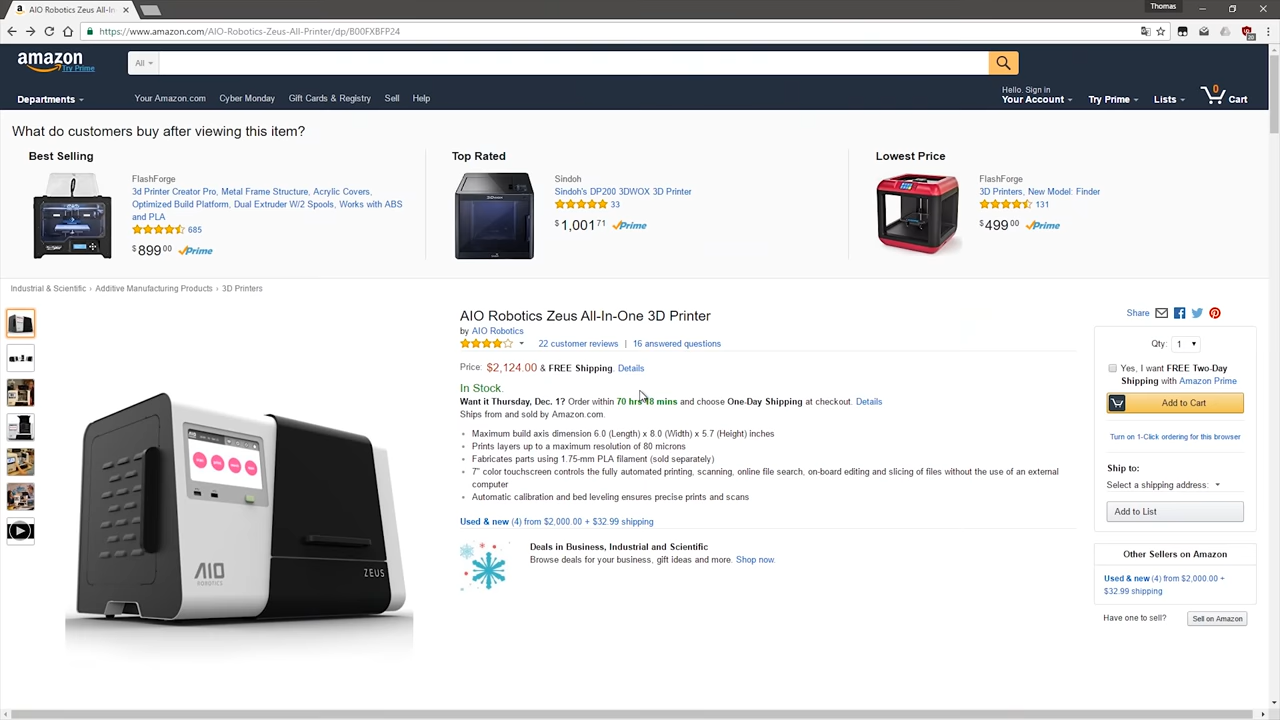 AIO Robotics Zeus All-In-
Thomas
https://www.amazon.com/AIO-Robotics-Zeus-All-Printer/dp/B00FXBFP24
amazon
Try Prime
All
Departments
Your Amazon.com Cyber Monday Gift Cards & Registry Sell Help
Hello. Sign in
Your Account Try Prime Lists 0 Cart
What do customers buy after viewing this item?
Best Selling
FlashForge
3d Printer Creator Pro, Metal Frame Structure, Acrylic Covers,
Optimized Build Platform, Dual Extruder W/2 Spools, Works with ABS
and PLA
685
$899.00 Prime
Top Rated
Sindoh
Sindoh's DP200 3DWOX 3D Printer
33
$1,001.71 Prime
Lowest Price
FlashForge
3D Printers, New Model: Finder
131
$499.00 Prime
Industrial & Scientific › Additive Manufacturing Products › 3D Printers
AIO Robotics Zeus All-In-One 3D Printer
by AIO Robotics
22 customer reviews | 16 answered questions
Price: $2,124.00 & FREE Shipping. Details
In Stock.
Want it Thursday, Dec. 1? Order within 70 hrs 18 mins and choose One-Day Shipping at checkout. Details
Ships from and sold by Amazon.com.
Maximum build axis dimension 6.0 (Length) x 8.0 (Width) x 5.7 (Height) inches
Prints layers up to a maximum resolution of 80 microns
Fabricates parts using 1.75-mm PLA filament (sold separately)
7" color touchscreen controls the fully automated printing, scanning, online file search, on-board editing and slicing of files without the use of an external
computer
Automatic calibration and bed leveling ensures precise prints and scans
Used & new (4) from $2,000.00 + $32.99 shipping
Deals in Business, Industrial and Scientific
Browse deals for your business, gift ideas and more. Shop now.
AIO
ROBOTICS
ZEUS
Share
Qty: 1
Yes, I want FREE Two-Day
Shipping with Amazon Prime
Add to Cart
Turn on 1-Click ordering for this browser
Ship to:
Select a shipping address:
Add to List
Other Sellers on Amazon
Used & new (4) from $2,000.00 +
$32.99 shipping
Have one to sell? Sell on Amazon